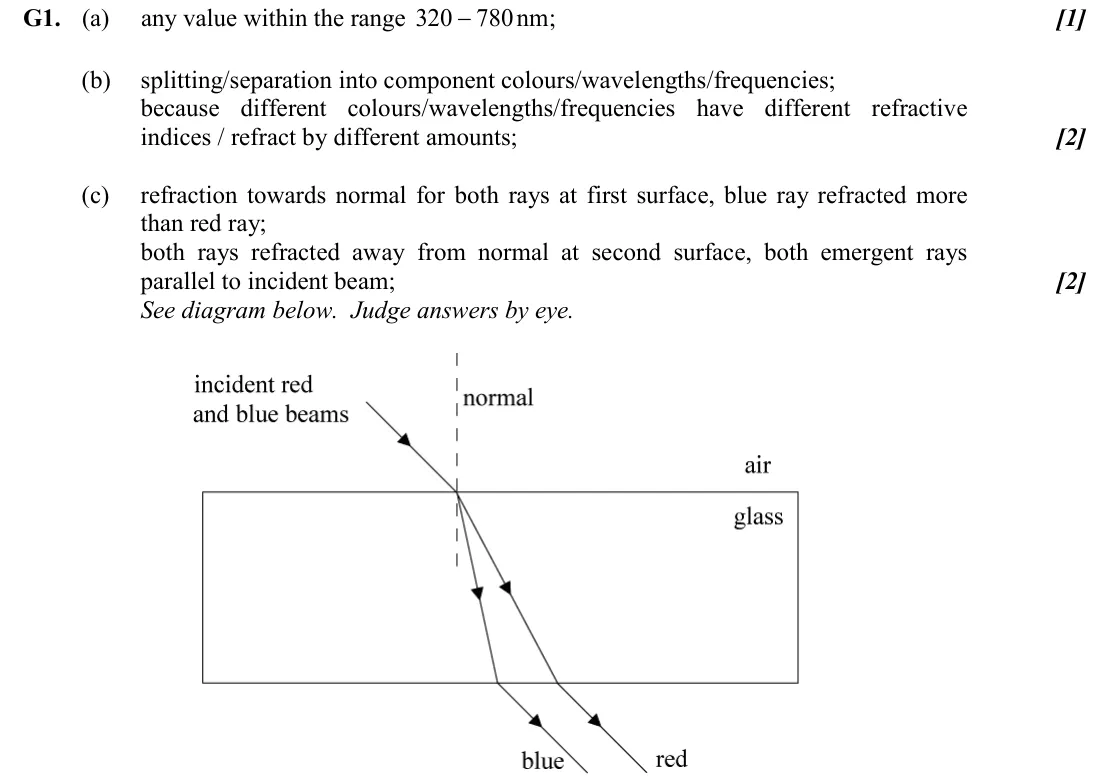 G1. (a) any value within the range 320 – 780 nm; [1]
(b) splitting/separation into component colours/wavelengths/frequencies;
because different colours/wavelengths/frequencies have different refractive
indices / refract by different amounts; [2]
(c) refraction towards normal for both rays at first surface, blue ray refracted more
than red ray;
both rays refracted away from normal at second surface, both emergent rays
parallel to incident beam; [2]
See diagram below. Judge answers by eye.
incident red
and blue beams
normal
air
glass
blue
red